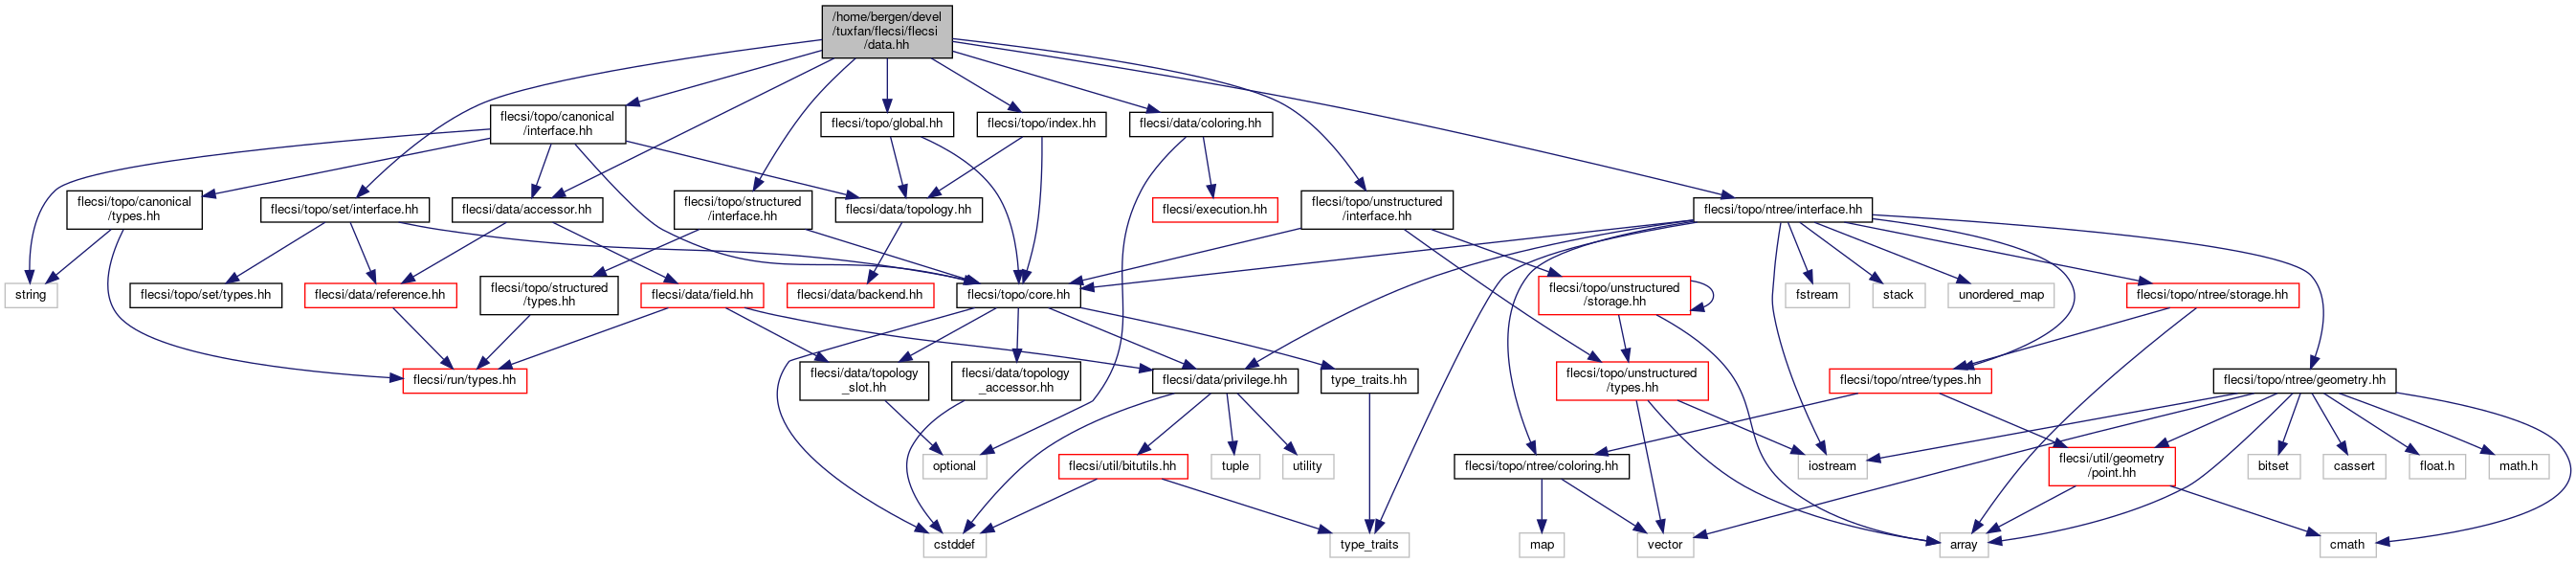 /home/bergen/devel
/tuxfan/flecsi/flecsi
/data.hh
flecsi/topo/canonical
/interface.hh
flecsi/topo/global.hh
flecsi/topo/index.hh
flecsi/data/coloring.hh
flecsi/topo/canonical
/types.hh
flecsi/topo/set/interface.hh
flecsi/data/accessor.hh
flecsi/topo/structured
/interface.hh
flecsi/data/topology.hh
flecsi/execution.hh
flecsi/topo/unstructured
/interface.hh
flecsi/topo/ntree/interface.hh
string
flecsi/topo/set/types.hh
flecsi/data/reference.hh
flecsi/topo/structured
/types.hh
flecsi/data/field.hh
flecsi/data/backend.hh
flecsi/topo/core.hh
flecsi/topo/unstructured
/storage.hh
fstream
stack
unordered_map
flecsi/topo/ntree/storage.hh
flecsi/run/types.hh
flecsi/data/topology
_slot.hh
flecsi/data/topology
_accessor.hh
flecsi/data/privilege.hh
type_traits.hh
flecsi/topo/unstructured
/types.hh
flecsi/topo/ntree/types.hh
flecsi/topo/ntree/geometry.hh
optional
flecsi/util/bitutils.hh
tuple
utility
flecsi/topo/ntree/coloring.hh
iostream
flecsi/util/geometry
/point.hh
bitset
cassert
float.h
math.h
cstddef
type_traits
map
vector
array
cmath